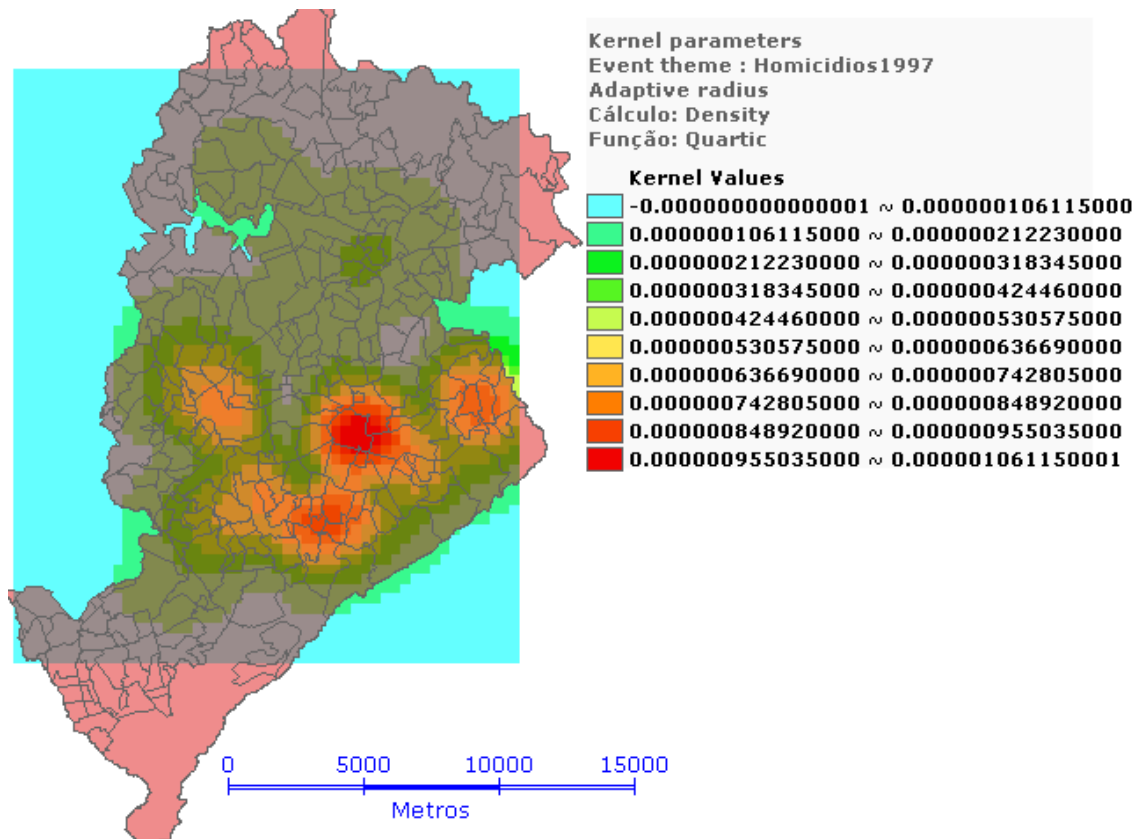 Kernel parameters
Event theme : Homicidios1997
Adaptive radius
Cálculo: Density
Função: Quartic
Kernel Values
-0.000000000000001 ~ 0.000000106115000
0.000000106115000 ~ 0.000000212230000
0.000000212230000 ~ 0.000000318345000
0.000000318345000 ~ 0.000000424460000
0.000000424460000 ~ 0.000000530575000
0.000000530575000 ~ 0.000000636690000
0.000000636690000 ~ 0.000000742805000
0.000000742805000 ~ 0.000000848920000
0.000000848920000 ~ 0.000000955035000
0.000000955035000 ~ 0.000001061150001
0 5000 10000 15000
Metros